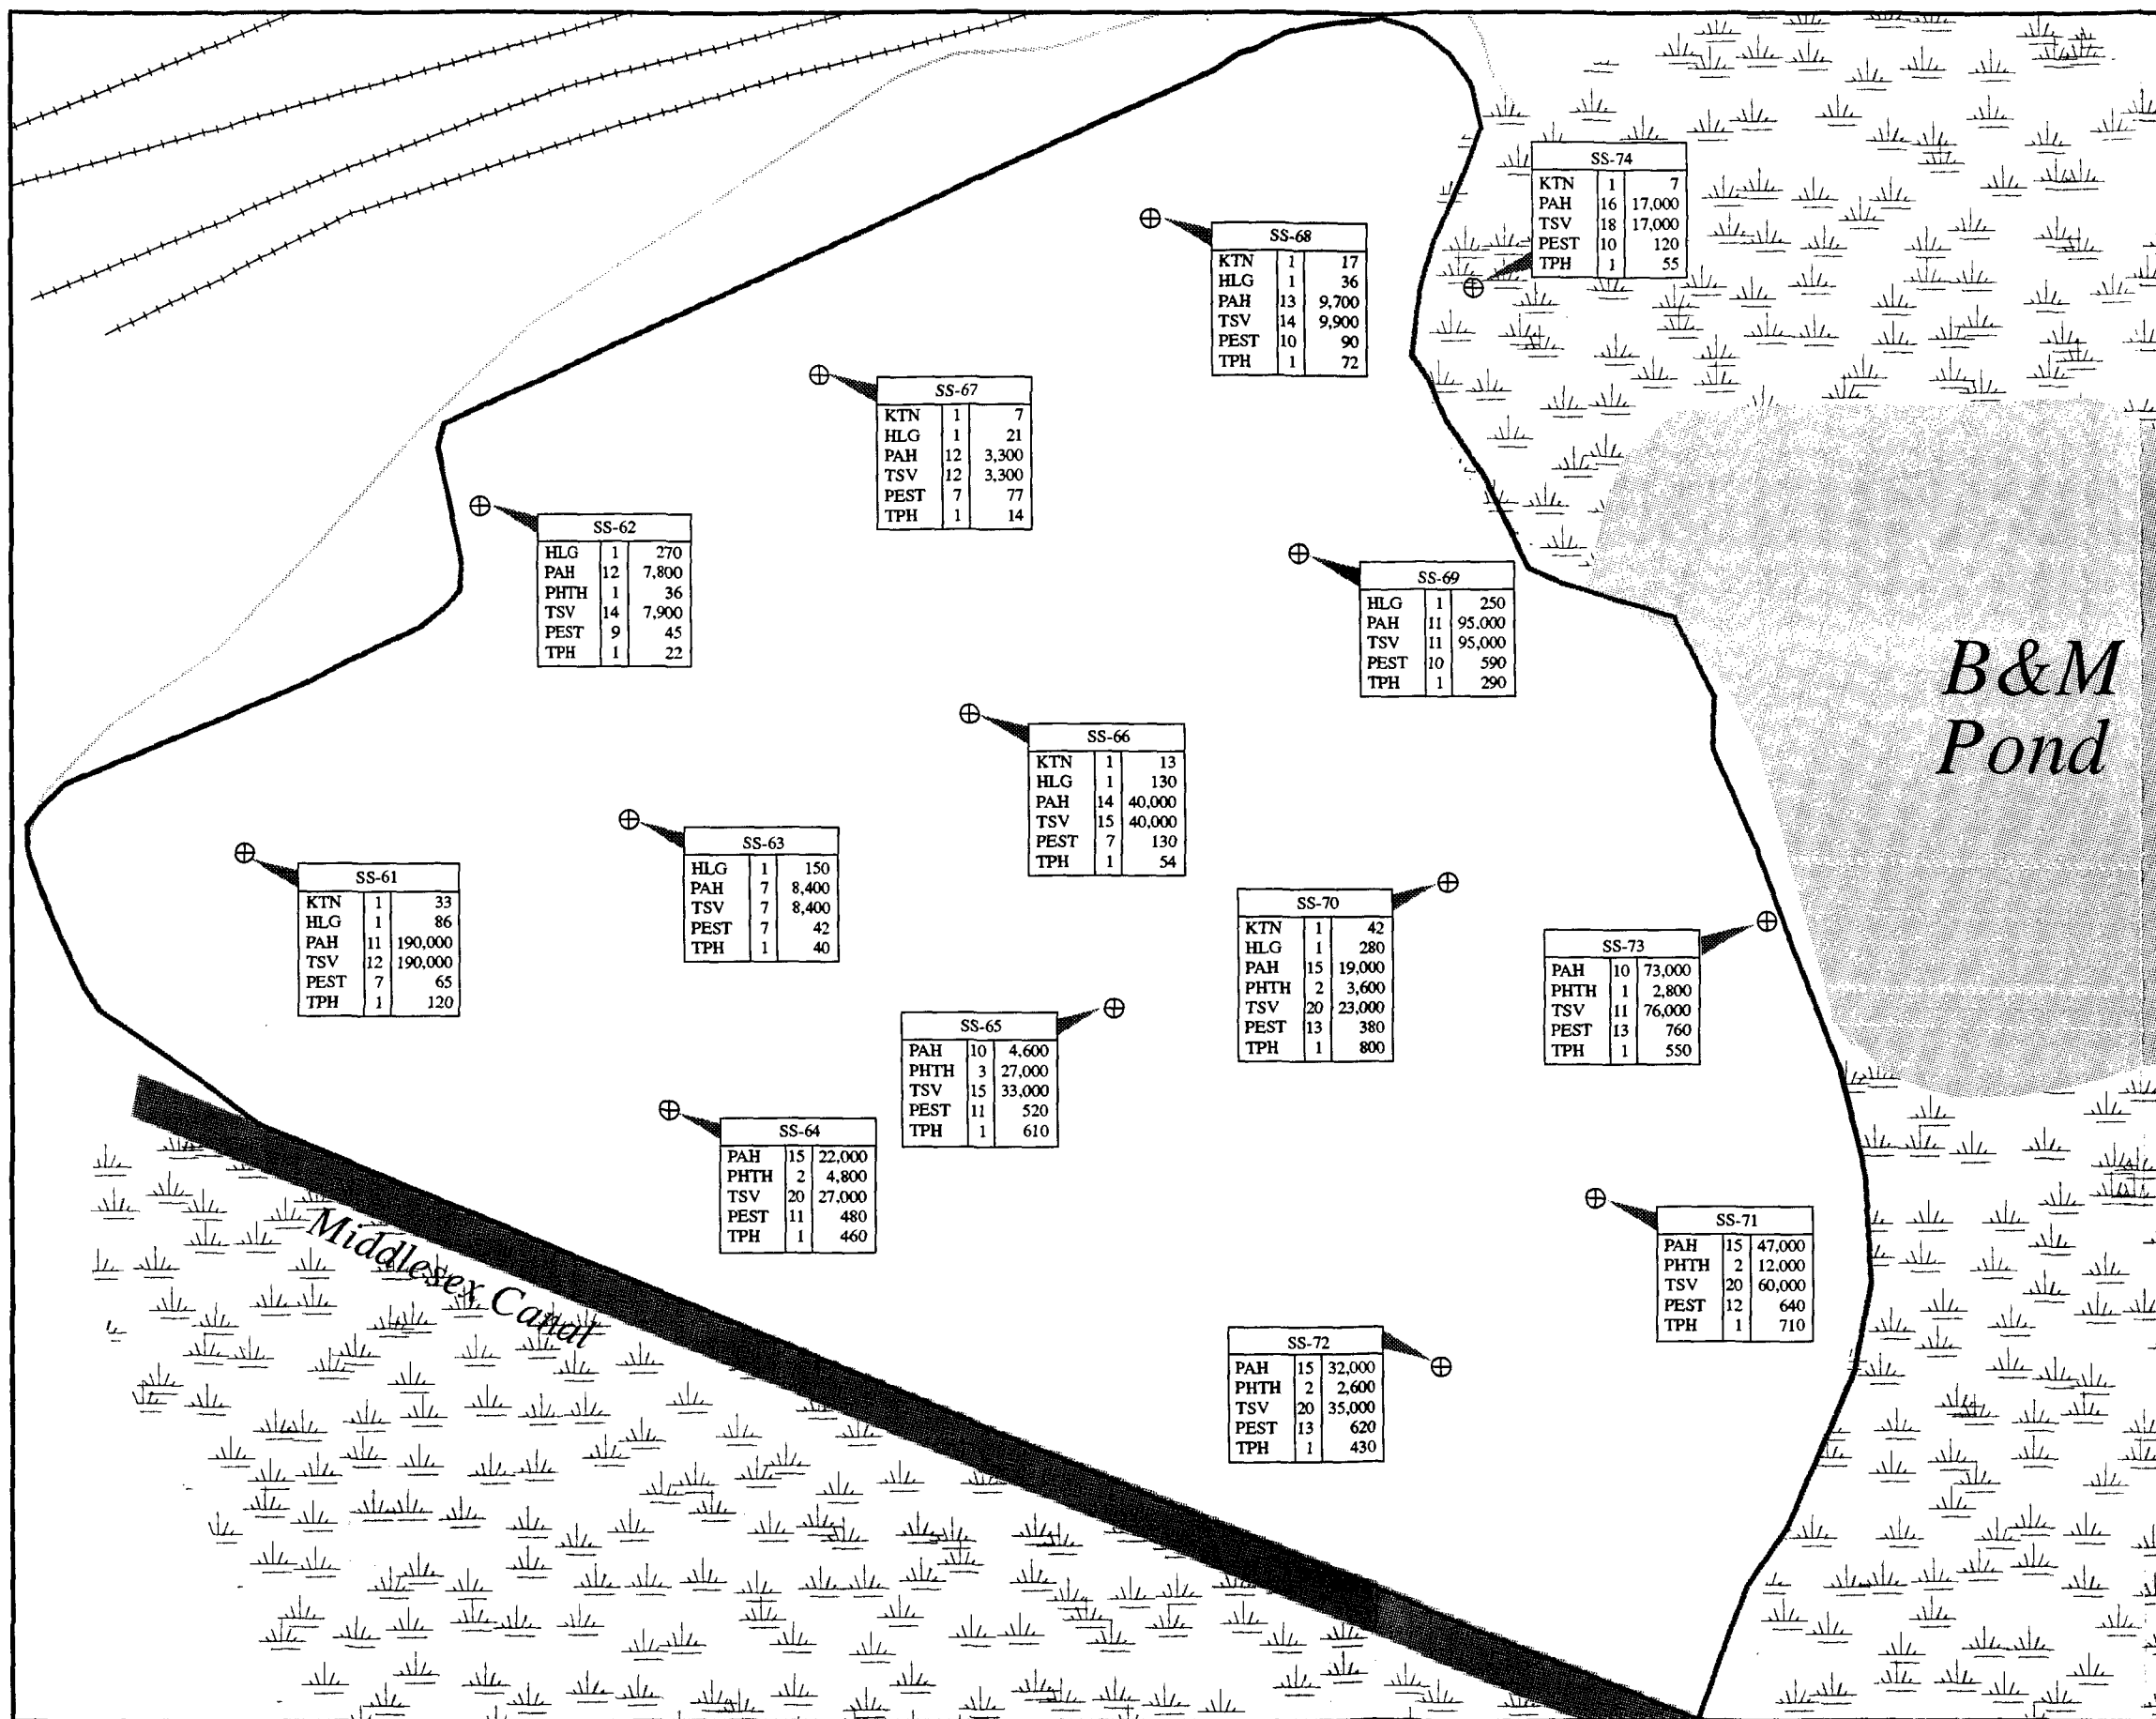 SS-74
KTN 1 7
PAH 16 17,000
TSV 18 17,000
PEST 10 120
TPH 1 55
SS-68
KTN 1 17
HLG 1 36
PAH 13 9,700
TSV 14 9,900
PEST 10 90
TPH 1 72
SS-67
KTN 1 7
HLG 1 21
PAH 12 3,300
TSV 12 3,300
PEST 7 77
TPH 1 14
SS-62
HLG 1 270
PAH 12 7,800
PHTH 1 36
TSV 14 7,900
PEST 9 45
TPH 1 22
SS-69
HLG 1 250
PAH 11 95,000
TSV 11 95,000
PEST 10 590
TPH 1 290
B&M
Pond
SS-66
KTN 1 13
HLG 1 130
PAH 14 40,000
TSV 15 40,000
PEST 7 130
TPH 1 54
SS-63
HLG 1 150
PAH 7 8,400
TSV 7 8,400
PEST 7 42
TPH 1 40
SS-61
KTN 1 33
HLG 1 86
PAH 11 190,000
TSV 12 190,000
PEST 7 65
TPH 1 120
SS-70
KTN 1 42
HLG 1 280
PAH 15 19,000
PHTH 2 3,600
TSV 20 23,000
PEST 13 380
TPH 1 800
SS-73
PAH 10 73,000
PHTH 1 2,800
TSV 11 76,000
PEST 13 760
TPH 1 550
SS-65
PAH 10 4,600
PHTH 3 27,000
TSV 15 33,000
PEST 11 520
TPH 1 610
SS-64
PAH 15 22,000
PHTH 2 4,800
TSV 20 27,000
PEST 11 480
TPH 1 460
Middlesex Canal
SS-71
PAH 15 47,000
PHTH 2 12,000
TSV 20 60,000
PEST 12 640
TPH 1 710
SS-72
PAH 15 32,000
PHTH 2 2,600
TSV 20 35,000
PEST 13 620
TPH 1 430